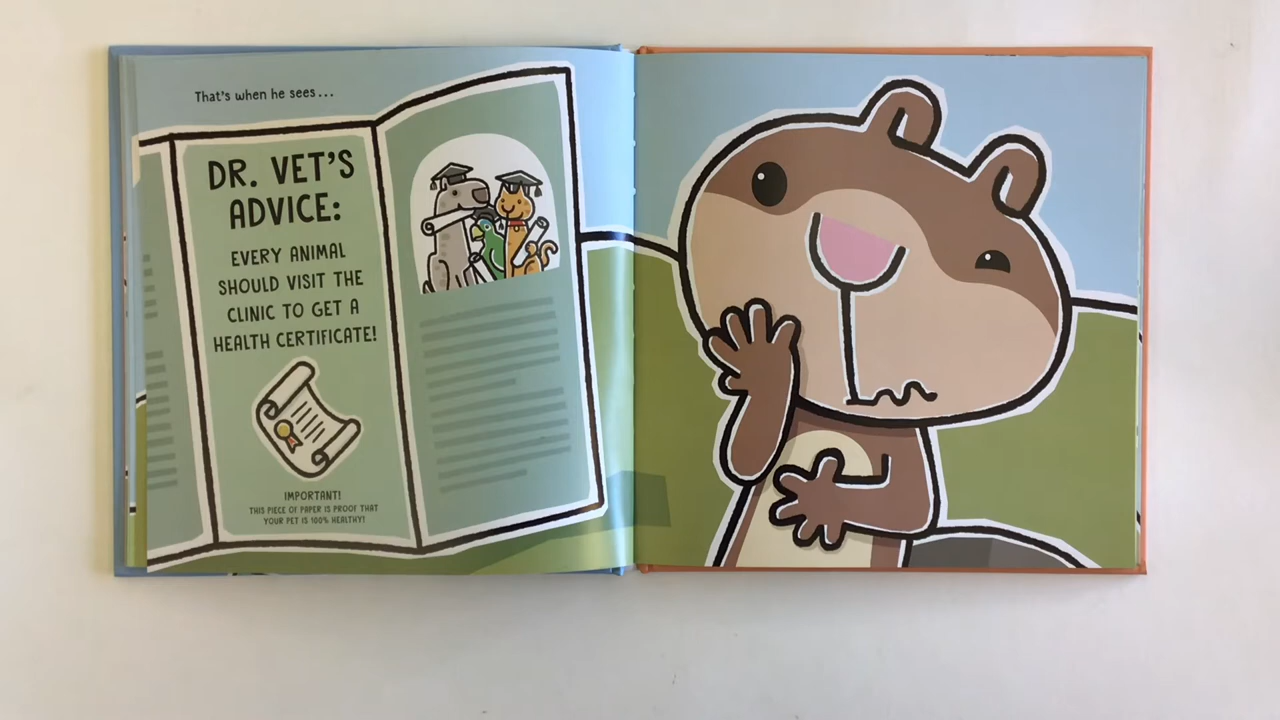 That's when he sees...
DR. VET'S
ADVICE:
EVERY ANIMAL
SHOULD VISIT THE
CLINIC TO GET A
HEALTH CERTIFICATE!
IMPORTANT!
THIS PIECE OF PAPER IS PROOF THAT
YOUR PET IS 100% HEALTHY!